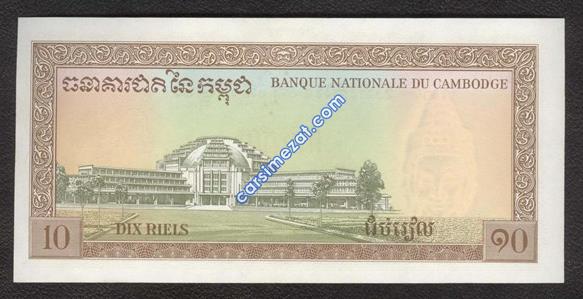 ធនាគារជាតិនៃកម្ពុជា
BANQUE NATIONALE DU CAMBODGE
carsimezat.com
10
DIX RIELS
ដប់រៀល
១០